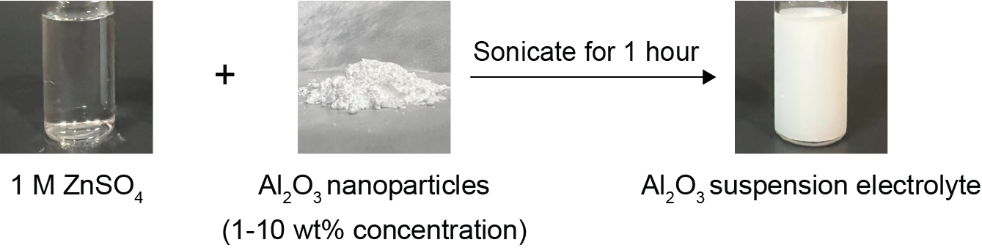 Sonicate for 1 hour
+
1 M ZnSO₄
Al₂O₃ nanoparticles
(1-10 wt% concentration)
Al₂O₃ suspension electrolyte